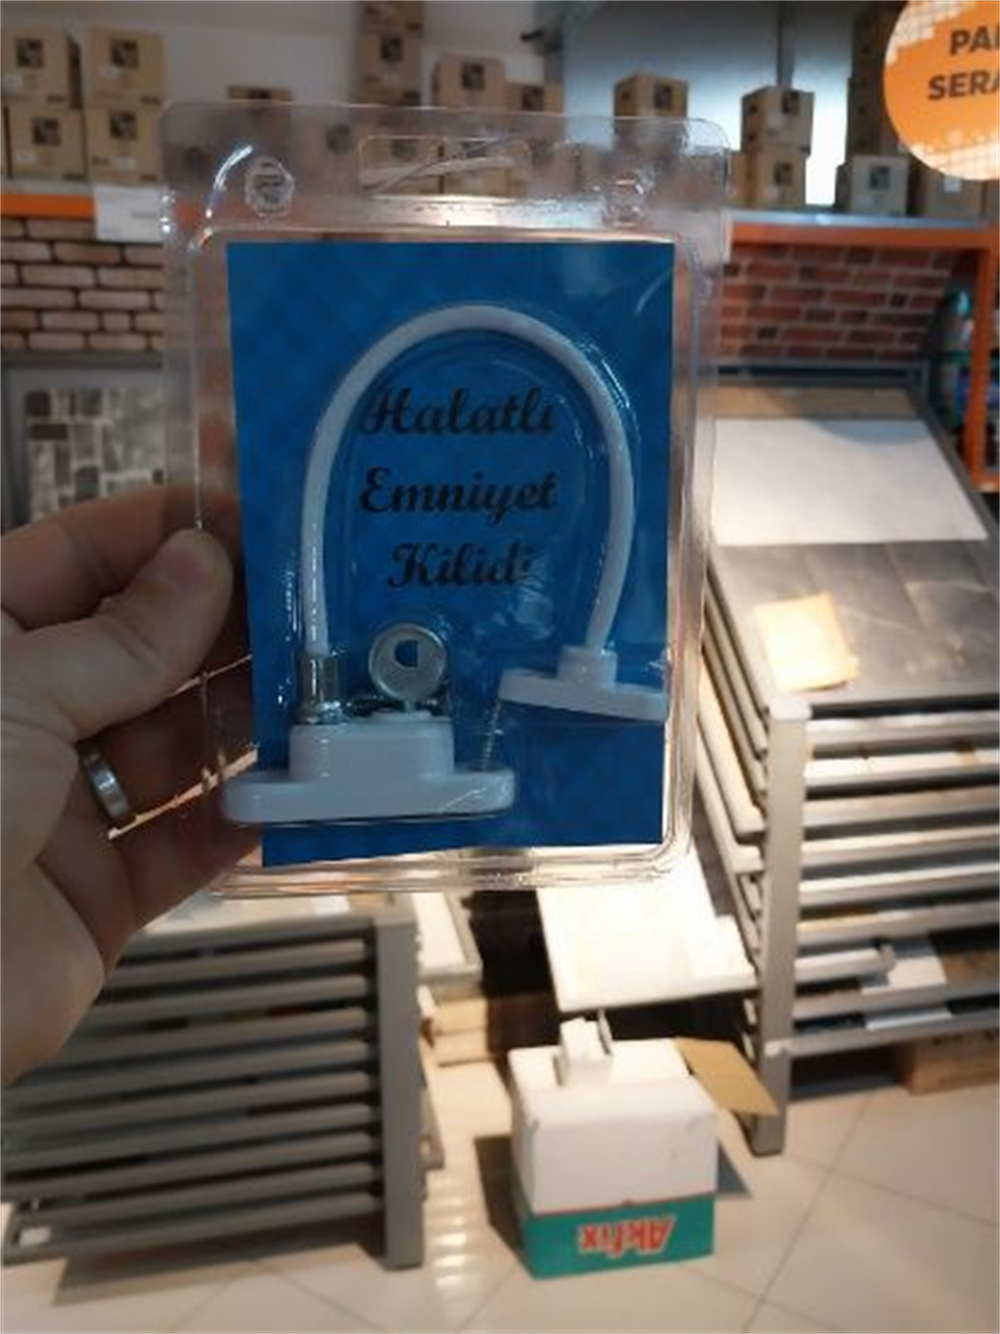 Halatlı
Emniyet
Kilidi
Akfix